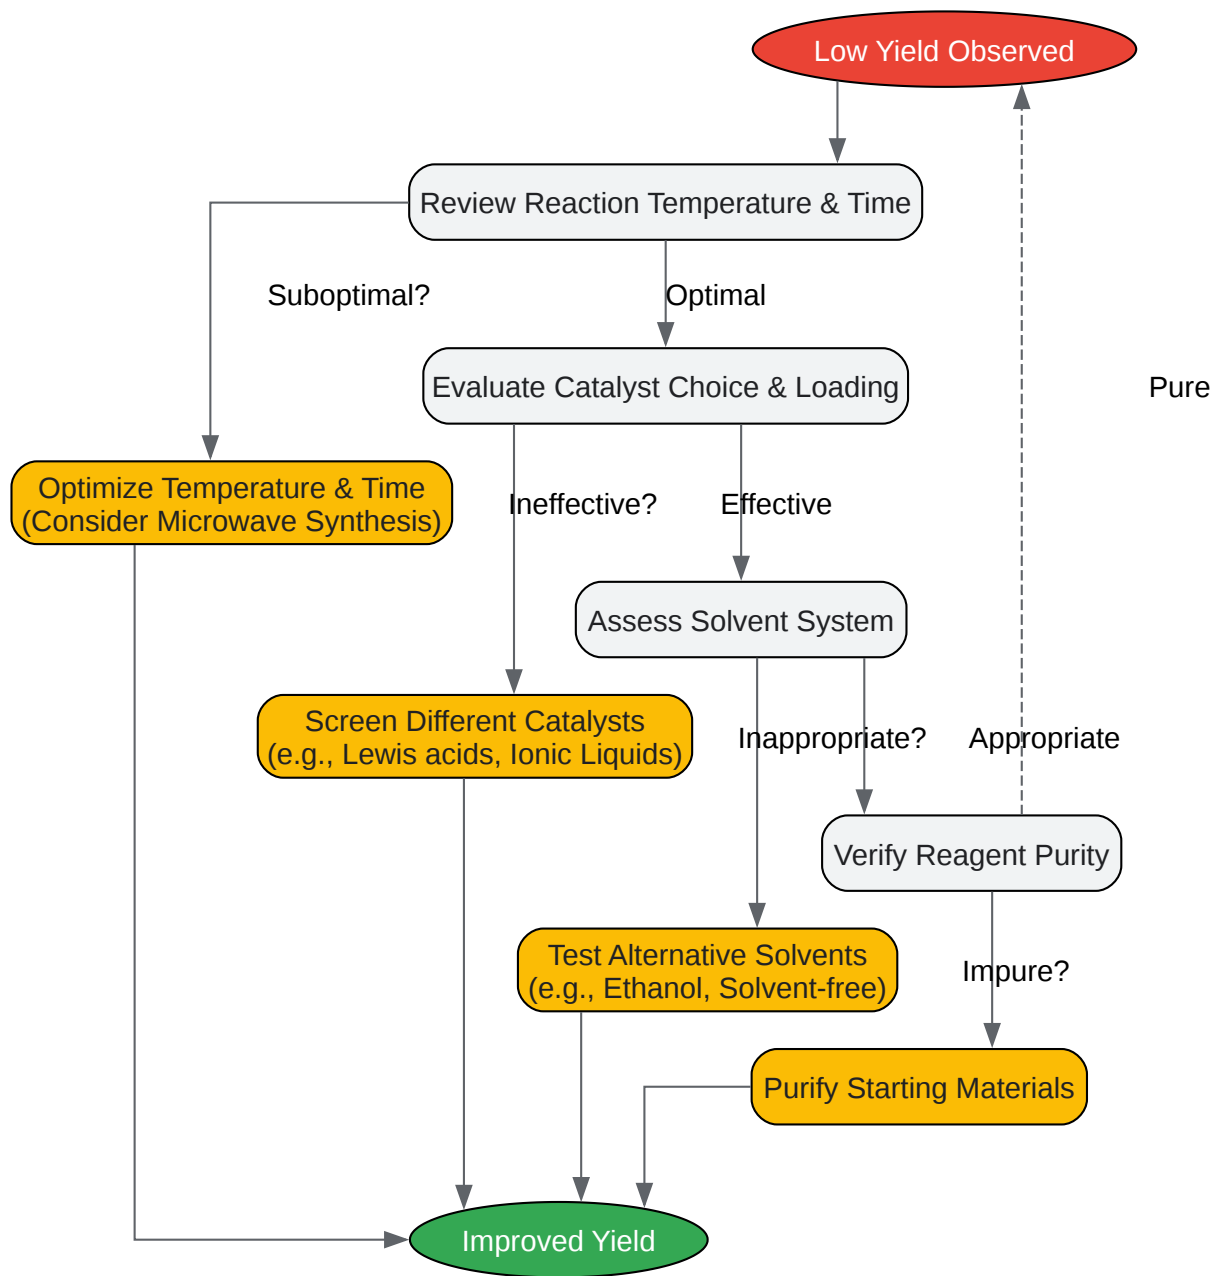 Low Yield Observed
Review Reaction Temperature & Time
Suboptimal?
Optimal
Evaluate Catalyst Choice & Loading
Pure
Optimize Temperature & Time
(Consider Microwave Synthesis)
Ineffective?
Effective
Assess Solvent System
Screen Different Catalysts
(e.g., Lewis acids, Ionic Liquids)
Inappropriate?
Appropriate
Verify Reagent Purity
Test Alternative Solvents
(e.g., Ethanol, Solvent-free)
Impure?
Purify Starting Materials
Improved Yield